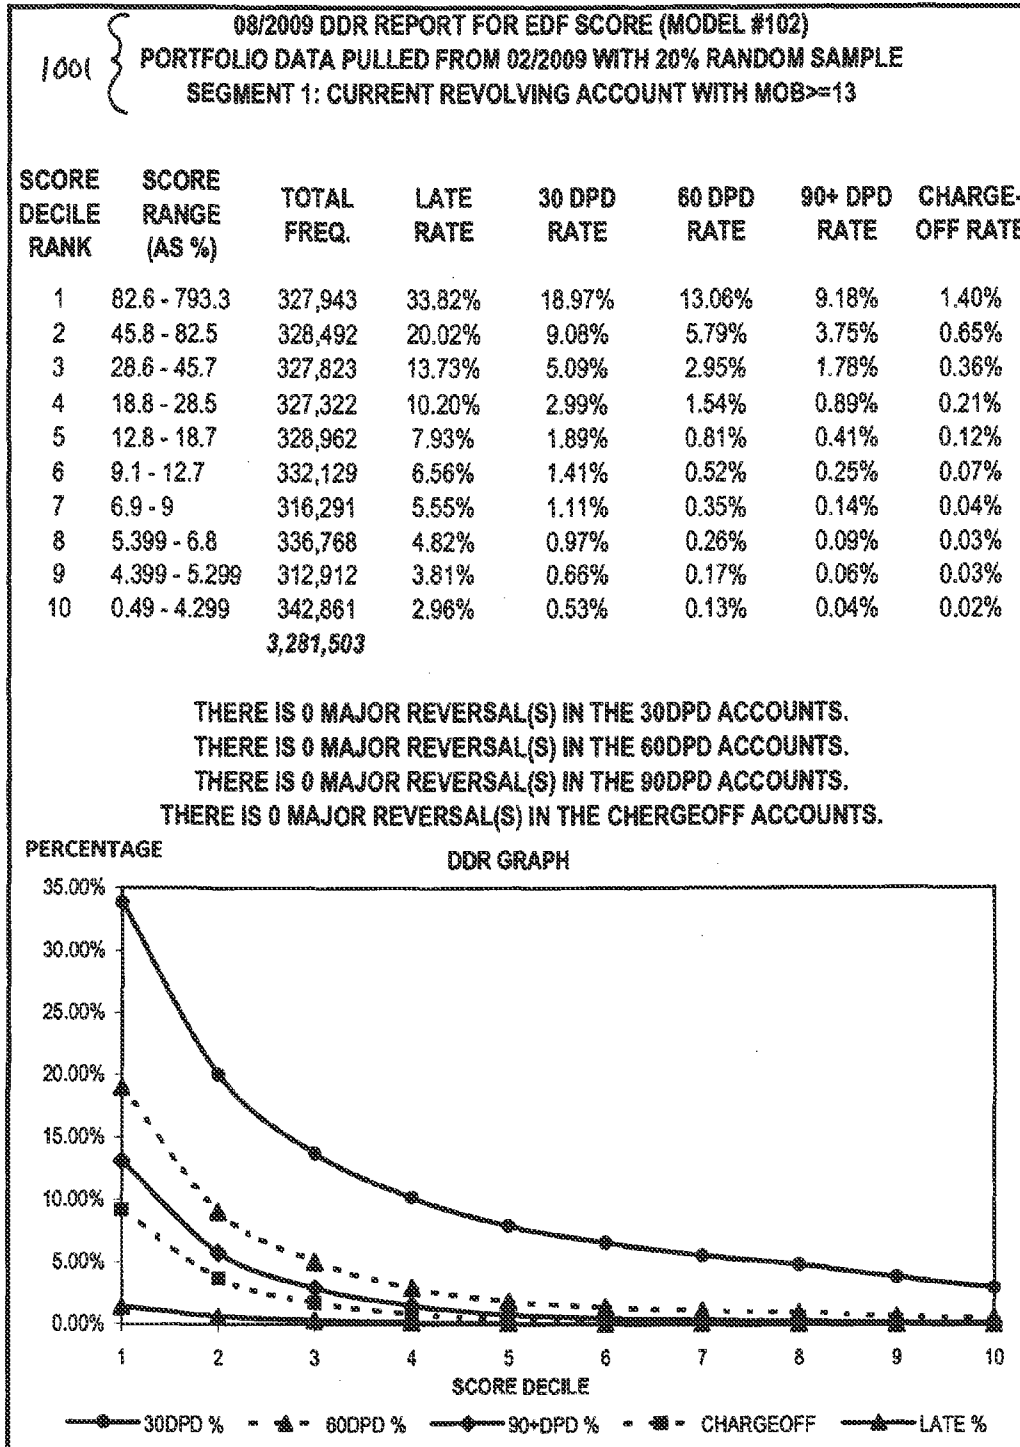 08/2009 DDR REPORT FOR EDF SCORE (MODEL #102)
1001 { PORTFOLIO DATA PULLED FROM 02/2009 WITH 20% RANDOM SAMPLE
SEGMENT 1: CURRENT REVOLVING ACCOUNT WITH MOB>=13
SCORE DECILE RANK SCORE RANGE (AS %) TOTAL FREQ. LATE RATE 30 DPD RATE 60 DPD RATE 90+ DPD RATE CHARGE-OFF RATE
1 82.6 - 793.3 327,943 33.82% 18.97% 13.06% 9.18% 1.40%
2 45.8 - 82.5 328,492 20.02% 9.08% 5.79% 3.75% 0.65%
3 28.6 - 45.7 327,823 13.73% 5.09% 2.95% 1.78% 0.36%
4 18.8 - 28.5 327,322 10.20% 2.99% 1.54% 0.89% 0.21%
5 12.8 - 18.7 328,962 7.93% 1.89% 0.81% 0.41% 0.12%
6 9.1 - 12.7 332,129 6.56% 1.41% 0.52% 0.25% 0.07%
7 6.9 - 9 316,291 5.55% 1.11% 0.35% 0.14% 0.04%
8 5.399 - 6.8 336,768 4.82% 0.97% 0.26% 0.09% 0.03%
9 4.399 - 5.299 312,912 3.81% 0.66% 0.17% 0.06% 0.03%
10 0.49 - 4.299 342,861 2.96% 0.53% 0.13% 0.04% 0.02%
3,281,503
THERE IS 0 MAJOR REVERSAL(S) IN THE 30DPD ACCOUNTS.
THERE IS 0 MAJOR REVERSAL(S) IN THE 60DPD ACCOUNTS.
THERE IS 0 MAJOR REVERSAL(S) IN THE 90DPD ACCOUNTS.
THERE IS 0 MAJOR REVERSAL(S) IN THE CHERGEOFF ACCOUNTS.
PERCENTAGE
DDR GRAPH
35.00%
30.00%
25.00%
20.00%
15.00%
10.00%
5.00%
0.00%
1 2 3 4 5 6 7 8 9 10
SCORE DECILE
30DPD % 60DPD % 90+DPD % CHARGEOFF LATE %